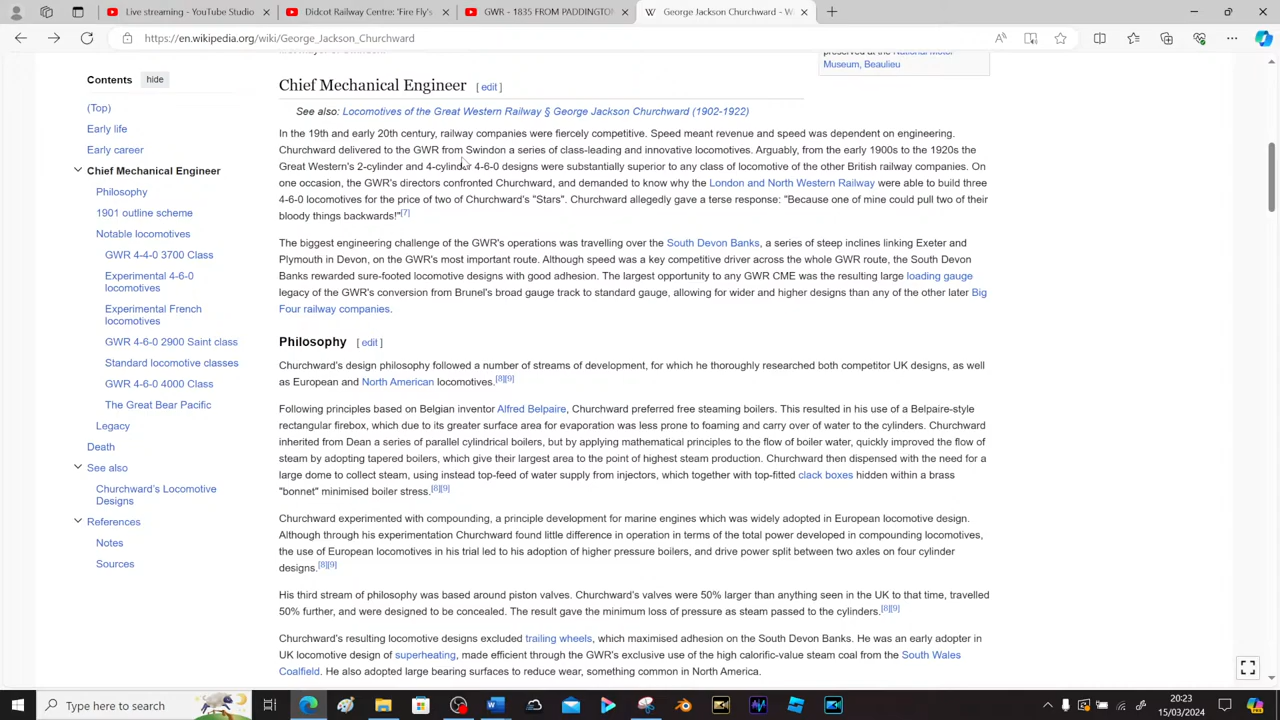 Retro Railways: 'Fire Fly's
GWR - 1835 FROM PADDINGTON
George Jackson Churchward - W
https://en.wikipedia.org/wiki/George_Jackson_Churchward
preserved at the National Motor
Museum, Beaulieu
Contents hide
(Top)
Early life
Early career
Chief Mechanical Engineer
Philosophy
1901 outline scheme
Notable locomotives
GWR 4-4-0 3700 Class
Experimental 4-6-0
locomotives
Experimental French
locomotives
GWR 4-6-0 2900 Saint class
Standard locomotive classes
GWR 4-6-0 4000 Class
The Great Bear Pacific
Legacy
Death
See also
Churchward's Locomotive
Designs
References
Notes
Sources
Chief Mechanical Engineer [ edit ]
See also: Locomotives of the Great Western Railway § George Jackson Churchward (1902-1922)
In the 19th and early 20th century, railway companies were fiercely competitive. Speed meant revenue and speed was dependent on engineering.
Churchward delivered to the GWR from Swindon a series of class-leading and innovative locomotives. Arguably, from the early 1900s to the 1920s the
Great Western's 2-cylinder and 4-cylinder 4-6-0 designs were substantially superior to any class of locomotive of the other British railway companies. On
one occasion, the GWR's directors confronted Churchward, and demanded to know why the London and North Western Railway were able to build three
4-6-0 locomotives for the price of two of Churchward's "Stars". Churchward allegedly gave a terse response: "Because one of mine could pull two of their
bloody things backwards!"[7]
The biggest engineering challenge of the GWR's operations was travelling over the South Devon Banks, a series of steep inclines linking Exeter and
Plymouth in Devon, on the GWR's most important route. Although speed was a key competitive driver across the whole GWR route, the South Devon
Banks rewarded sure-footed locomotive designs with good adhesion. The largest opportunity to any GWR CME was the resulting large loading gauge
legacy of the GWR's conversion from Brunel's broad gauge track to standard gauge, allowing for wider and higher designs than any of the other later Big
Four railway companies.
Philosophy [ edit ]
Churchward's design philosophy followed a number of streams of development, for which he thoroughly researched both competitor UK designs, as well
as European and North American locomotives.[8][9]
Following principles based on Belgian inventor Alfred Belpaire, Churchward preferred free steaming boilers. This resulted in his use of a Belpaire-style
rectangular firebox, which due to its greater surface area for evaporation was less prone to foaming and carry over of water to the cylinders. Churchward
inherited from Dean a series of parallel cylindrical boilers, but by applying mathematical principles to the flow of boiler water, quickly improved the flow of
steam by adopting tapered boilers, which give their largest area to the point of highest steam production. Churchward then dispensed with the need for a
large dome to collect steam, using instead top-feed of water supply from injectors, which together with top-fitted clack boxes hidden within a brass
"bonnet" minimised boiler stress.[8][9]
Churchward experimented with compounding, a principle development for marine engines which was widely adopted in European locomotive design.
Although through his experimentation Churchward found little difference in operation in terms of the total power developed in compounding locomotives,
the use of European locomotives in his trial led to his adoption of higher pressure boilers, and drive power split between two axles on four cylinder
designs.[8][9]
His third stream of philosophy was based around piston valves. Churchward's valves were 50% larger than anything seen in the UK to that time, travelled
50% further, and were designed to be concealed. The result gave the minimum loss of pressure as steam passed to the cylinders.[8][9]
Churchward's resulting locomotive designs excluded trailing wheels, which maximised adhesion on the South Devon Banks. He was an early adopter in
UK locomotive design of superheating, made efficient through the GWR's exclusive use of the high calorific-value steam coal from the South Wales
Coalfield. He also adopted large bearing surfaces to reduce wear, something common in North America.
Type here to search
20:23
15/03/2024